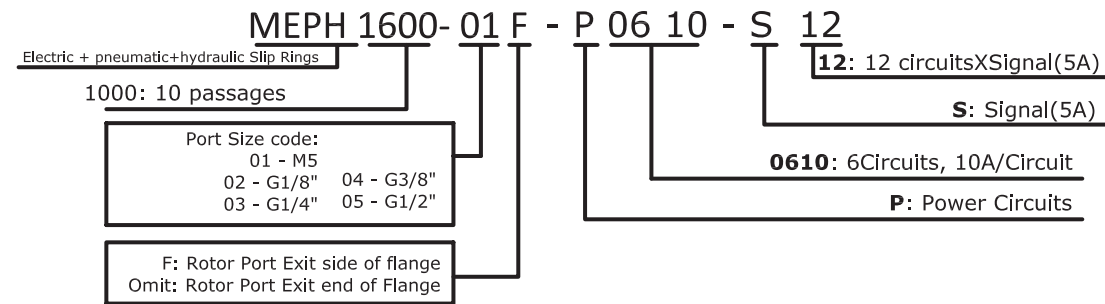 MEPH 1600-01 F - P 06 10 - S 12
Electric + pneumatic+hydraulic Slip Rings
12: 12 circuitsXSignal(5A)
1000: 10 passages
S: Signal(5A)
Port Size code:
01 - M5
02 - G1/8" 04 - G3/8"
03 - G1/4" 05 - G1/2"
0610: 6Circuits, 10A/Circuit
P: Power Circuits
F: Rotor Port Exit side of flange
Omit: Rotor Port Exit end of Flange